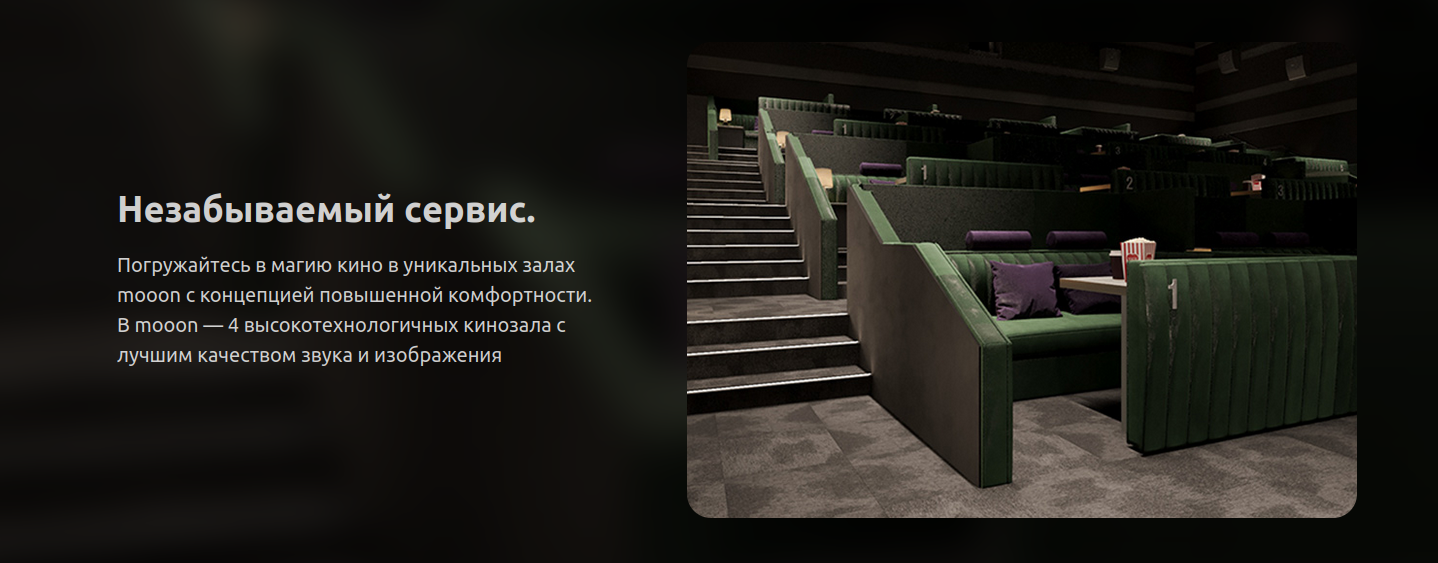 Незабываемый сервис.
Погружайтесь в магию кино в уникальных залах
mooon с концепцией повышенной комфортности.
В mooon — 4 высокотехнологичных кинозала с
лучшим качеством звука и изображения
1
2
3
1